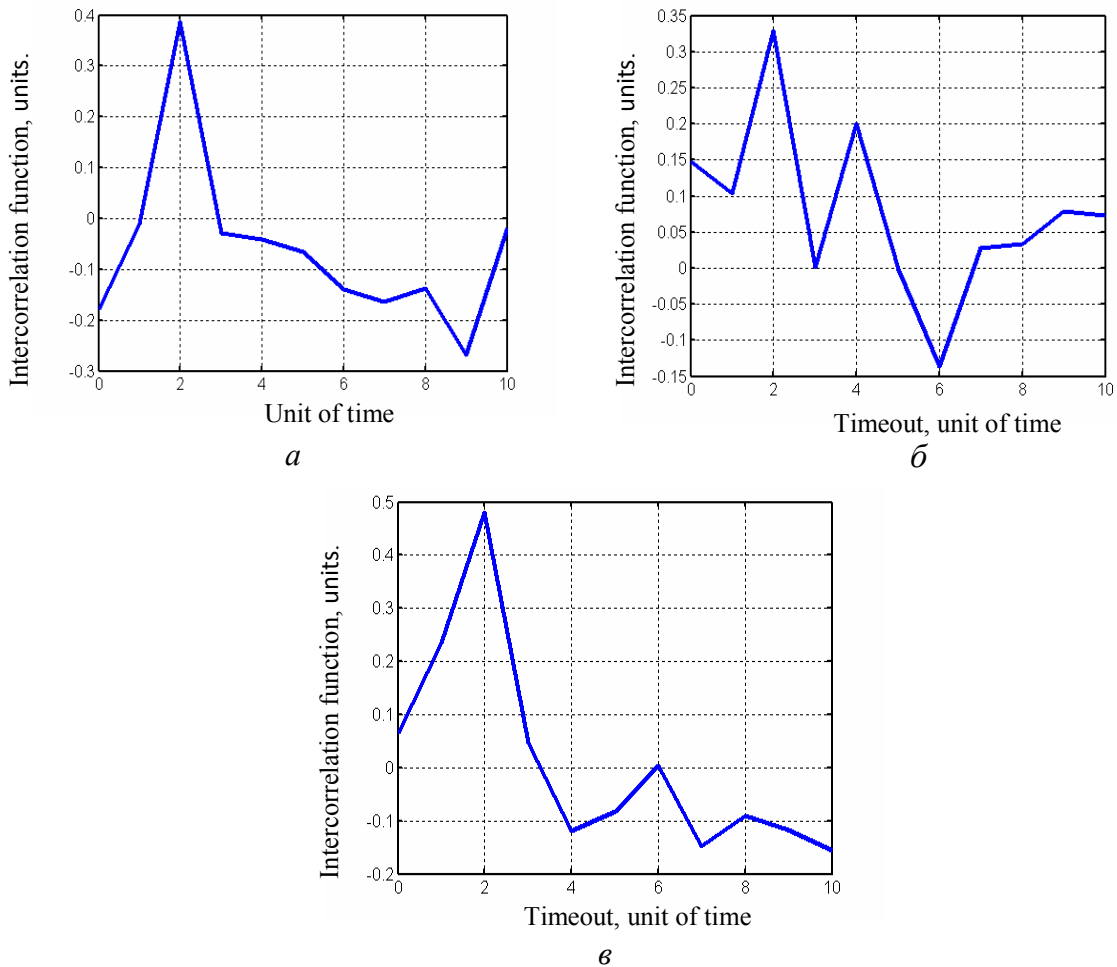 Intercorrelation function, units.
0.4
0.3
0.2
0.1
0
-0.1
-0.2
-0.3
0 2 4 6 8 10
Unit of time
а
Intercorrelation function, units.
0.35
0.3
0.25
0.2
0.15
0.1
0.05
0
-0.05
-0.1
-0.15
0 2 4 6 8 10
Timeout, unit of time
б
Intercorrelation function, units.
0.5
0.4
0.3
0.2
0.1
0
-0.1
-0.2
0 2 4 6 8 10
Timeout, unit of time
в